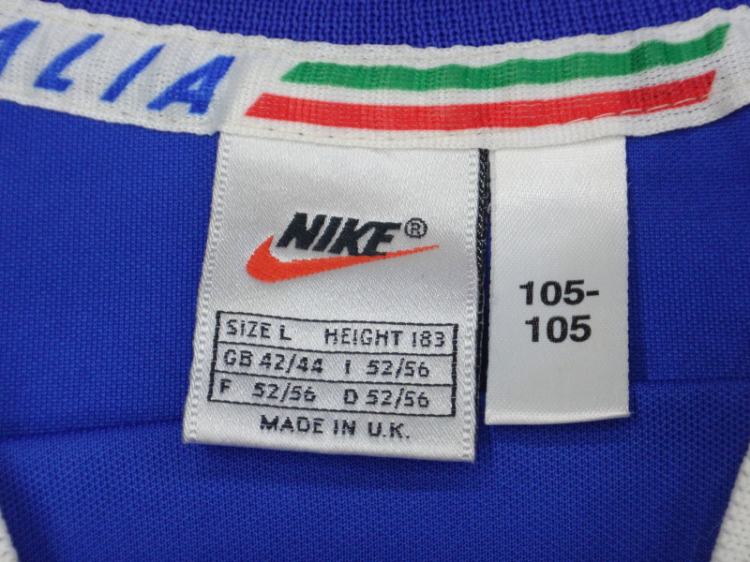 ALIA
NIKE®
SIZE L HEIGHT 183
GB 42/44 I 52/56
F 52/56 D 52/56
MADE IN U.K.
105-
105